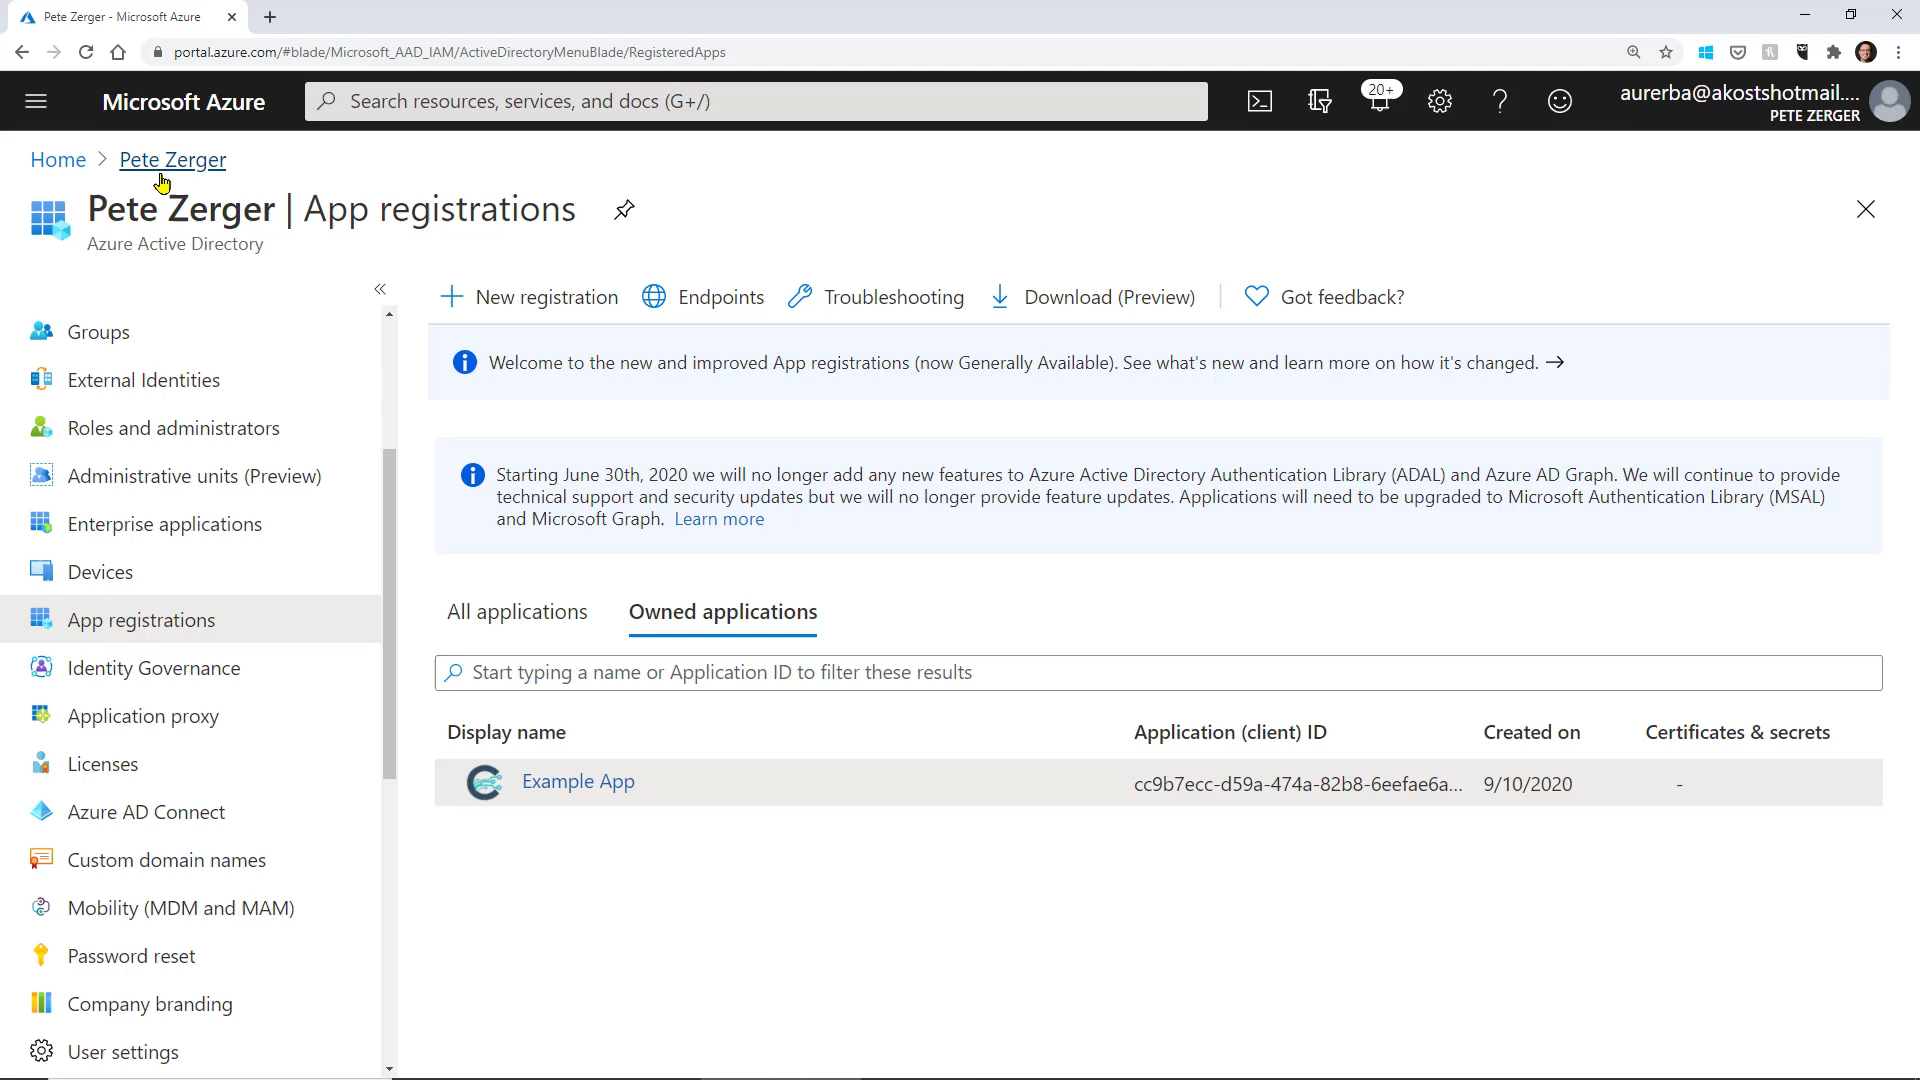 Pete Zerger - Microsoft Azure
portal.azure.com/#blade/Microsoft_AAD_IAM/ActiveDirectoryMenuBlade/RegisteredApps
Microsoft Azure
Search resources, services, and docs (G+/)
20+
aurerba@akostshotmail....
PETE ZERGER
Home > Pete Zerger
Pete Zerger | App registrations
Azure Active Directory
Groups
External Identities
Roles and administrators
Administrative units (Preview)
Enterprise applications
Devices
App registrations
Identity Governance
Application proxy
Licenses
Azure AD Connect
Custom domain names
Mobility (MDM and MAM)
Password reset
Company branding
User settings
New registration Endpoints Troubleshooting Download (Preview) Got feedback?
Welcome to the new and improved App registrations (now Generally Available). See what's new and learn more on how it's changed. →
Starting June 30th, 2020 we will no longer add any new features to Azure Active Directory Authentication Library (ADAL) and Azure AD Graph. We will continue to provide
technical support and security updates but we will no longer provide feature updates. Applications will need to be upgraded to Microsoft Authentication Library (MSAL)
and Microsoft Graph. Learn more
All applications Owned applications
Start typing a name or Application ID to filter these results
Display name Application (client) ID Created on Certificates & secrets
Example App cc9b7ecc-d59a-474a-82b8-6eefae6a... 9/10/2020 -